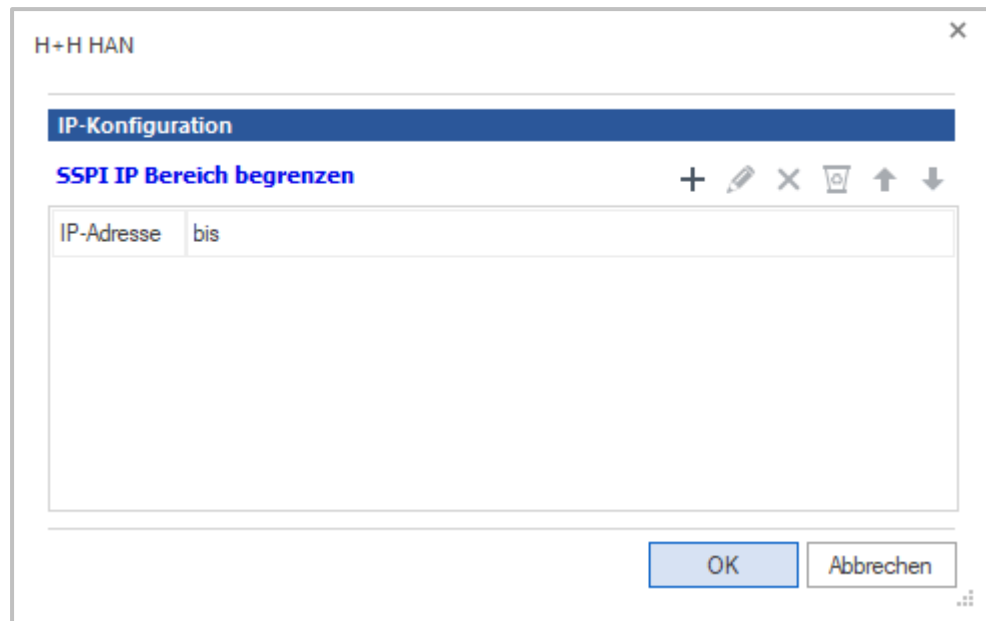 H+H HAN
IP-Konfiguration
SSPI IP Bereich begrenzen
IP-Adresse bis
OK Abbrechen